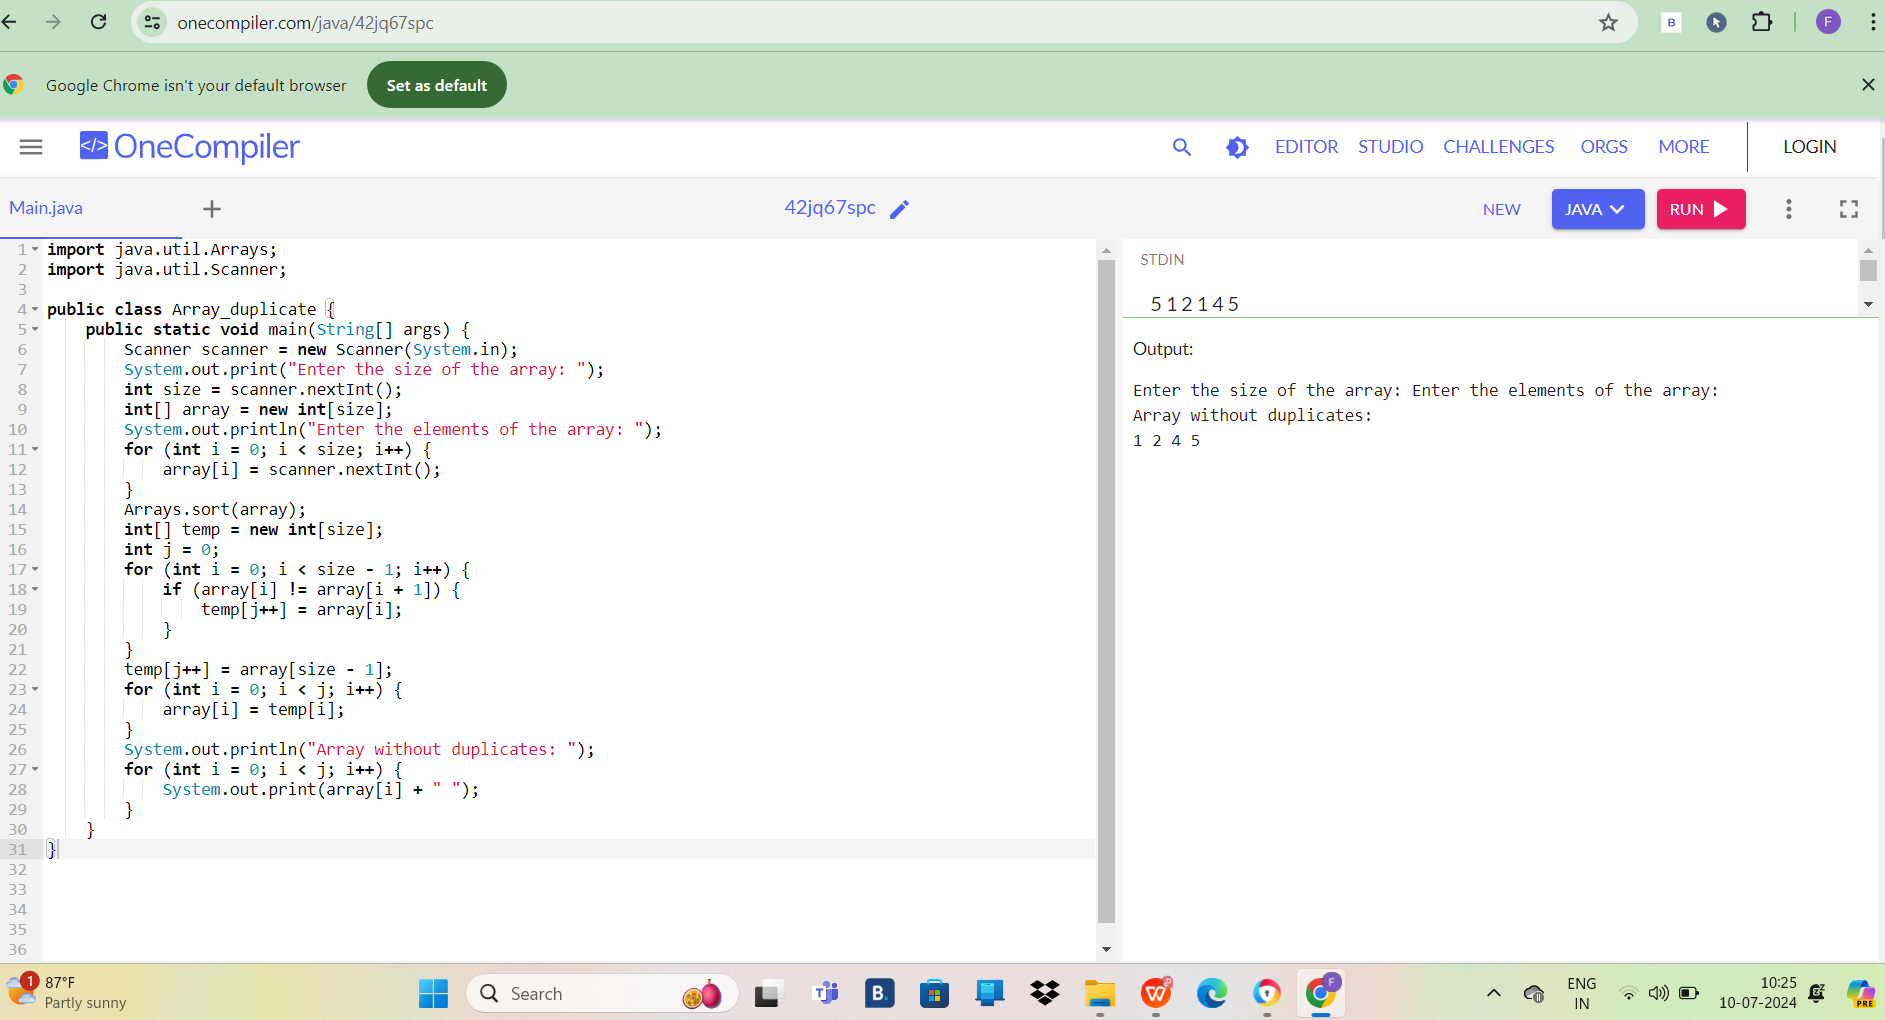 onecompiler.com/java/42jq67spc
B
F
Google Chrome isn't your default browser Set as default
</> OneCompiler EDITOR STUDIO CHALLENGES ORGS MORE LOGIN
Main.java 42jq67spc NEW JAVA RUN
1 import java.util.Arrays;
2 import java.util.Scanner;
3
4 public class Array_duplicate {
5 public static void main(String[] args) {
6 Scanner scanner = new Scanner(System.in);
7 System.out.print("Enter the size of the array: ");
8 int size = scanner.nextInt();
9 int[] array = new int[size];
10 System.out.println("Enter the elements of the array: ");
11 for (int i = 0; i < size; i++) {
12 array[i] = scanner.nextInt();
13 }
14 Arrays.sort(array);
15 int[] temp = new int[size];
16 int j = 0;
17 for (int i = 0; i < size - 1; i++) {
18 if (array[i] != array[i + 1]) {
19 temp[j++] = array[i];
20 }
21 }
22 temp[j++] = array[size - 1];
23 for (int i = 0; i < j; i++) {
24 array[i] = temp[i];
25 }
26 System.out.println("Array without duplicates: ");
27 for (int i = 0; i < j; i++) {
28 System.out.print(array[i] + " ");
29 }
30 }
31 }
32
33
34
35
36
STDIN
5 1 2 1 4 5
Output:
Enter the size of the array: Enter the elements of the array:
Array without duplicates:
1 2 4 5
1
87°F
Partly sunny
Search
B.
F
ENG
IN
10:25
10-07-2024
PRE